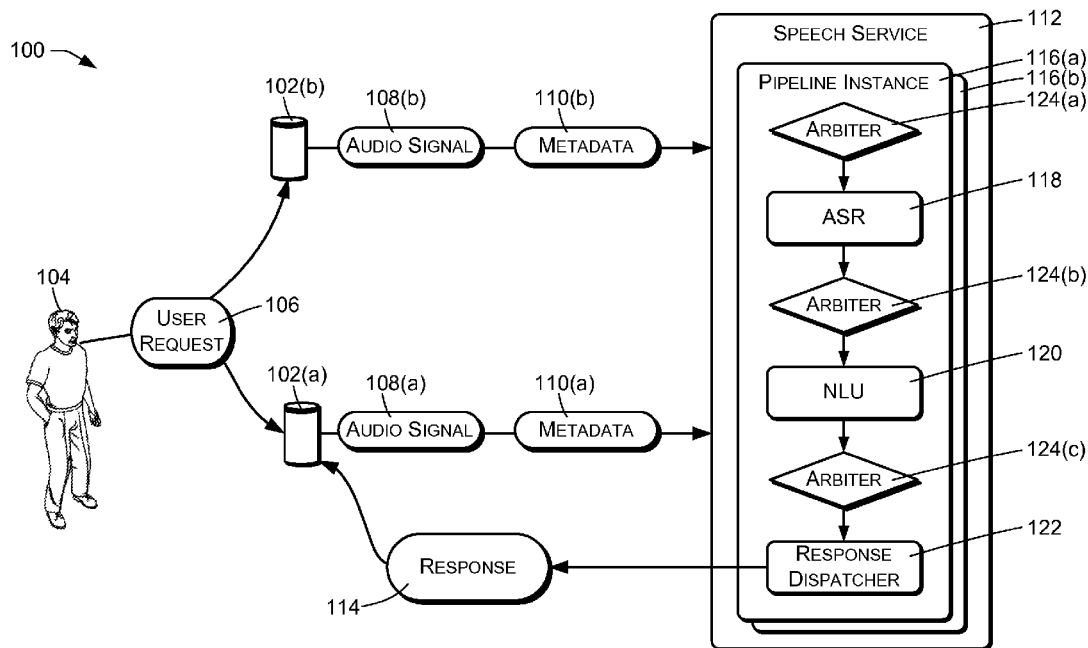 100
102(b)
108(b)
AUDIO SIGNAL
110(b)
METADATA
SPEECH SERVICE
112
PIPELINE INSTANCE
116(a)
116(b)
ARBITER
124(a)
ASR
118
ARBITER
124(b)
NLU
120
ARBITER
124(c)
RESPONSE
DISPATCHER
122
104
USER
REQUEST
106
102(a)
108(a)
AUDIO SIGNAL
110(a)
METADATA
RESPONSE
114